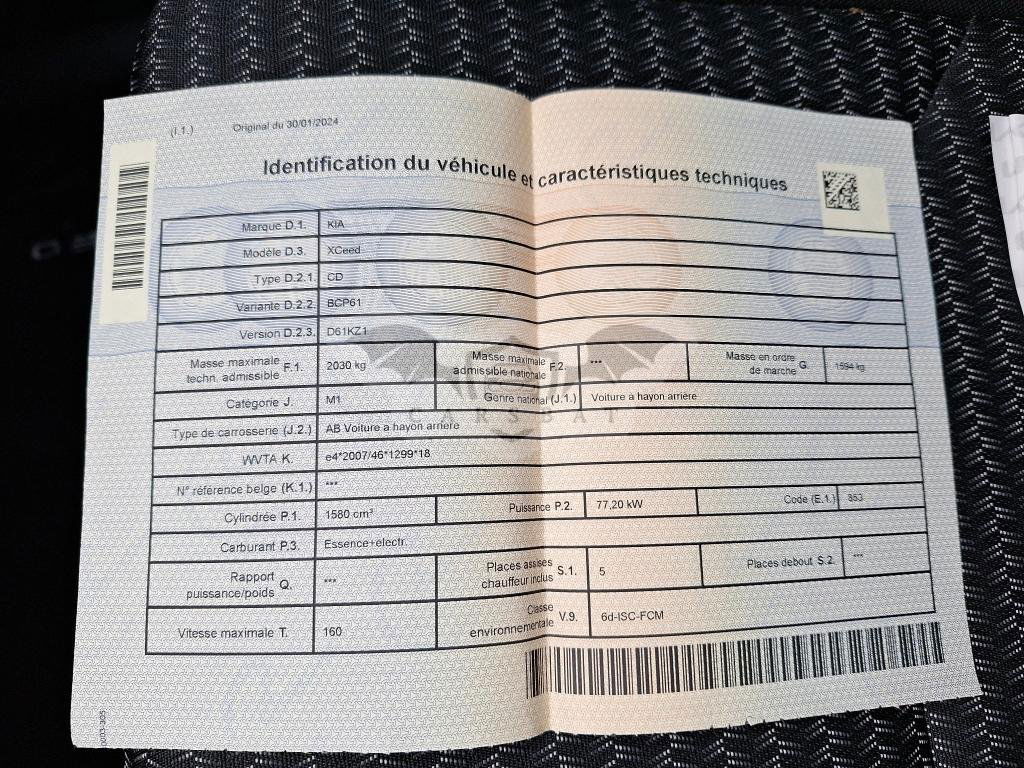 (I.1.) Original du 30/01/2024
Identification du véhicule et caractéristiques techniques
Marque D.1. KIA
Modèle D.3. XCeed
Type D.2.1 CD
Variante D.2.2. BCP61
Version D.2.3. D61KZ1
Masse maximale techn. admissible F.1. 2030 kg Masse maximale admissible nationale F.2. *** Masse en ordre de marche G. 1594 kg
Catégorie J. M1 Genre national (J.1.) Voiture a hayon arriere
Type de carrosserie (J.2.) AB Voiture a hayon arriere
WVTA K. e4*2007/46*1299*18
N° référence belge (K.1.) ***
Cylindrée P.1. 1580 cm³ Puissance P.2. 77,20 kW Code (E.1.) 853
Carburant P.3. Essence+electr.
Rapport puissance/poids Q. *** Places assises chauffeur inclus S.1. 5 Places debout S.2. ***
Vitesse maximale T. 160 Classe environnementale V.9. 6d-ISC-FCM
CARSBAT